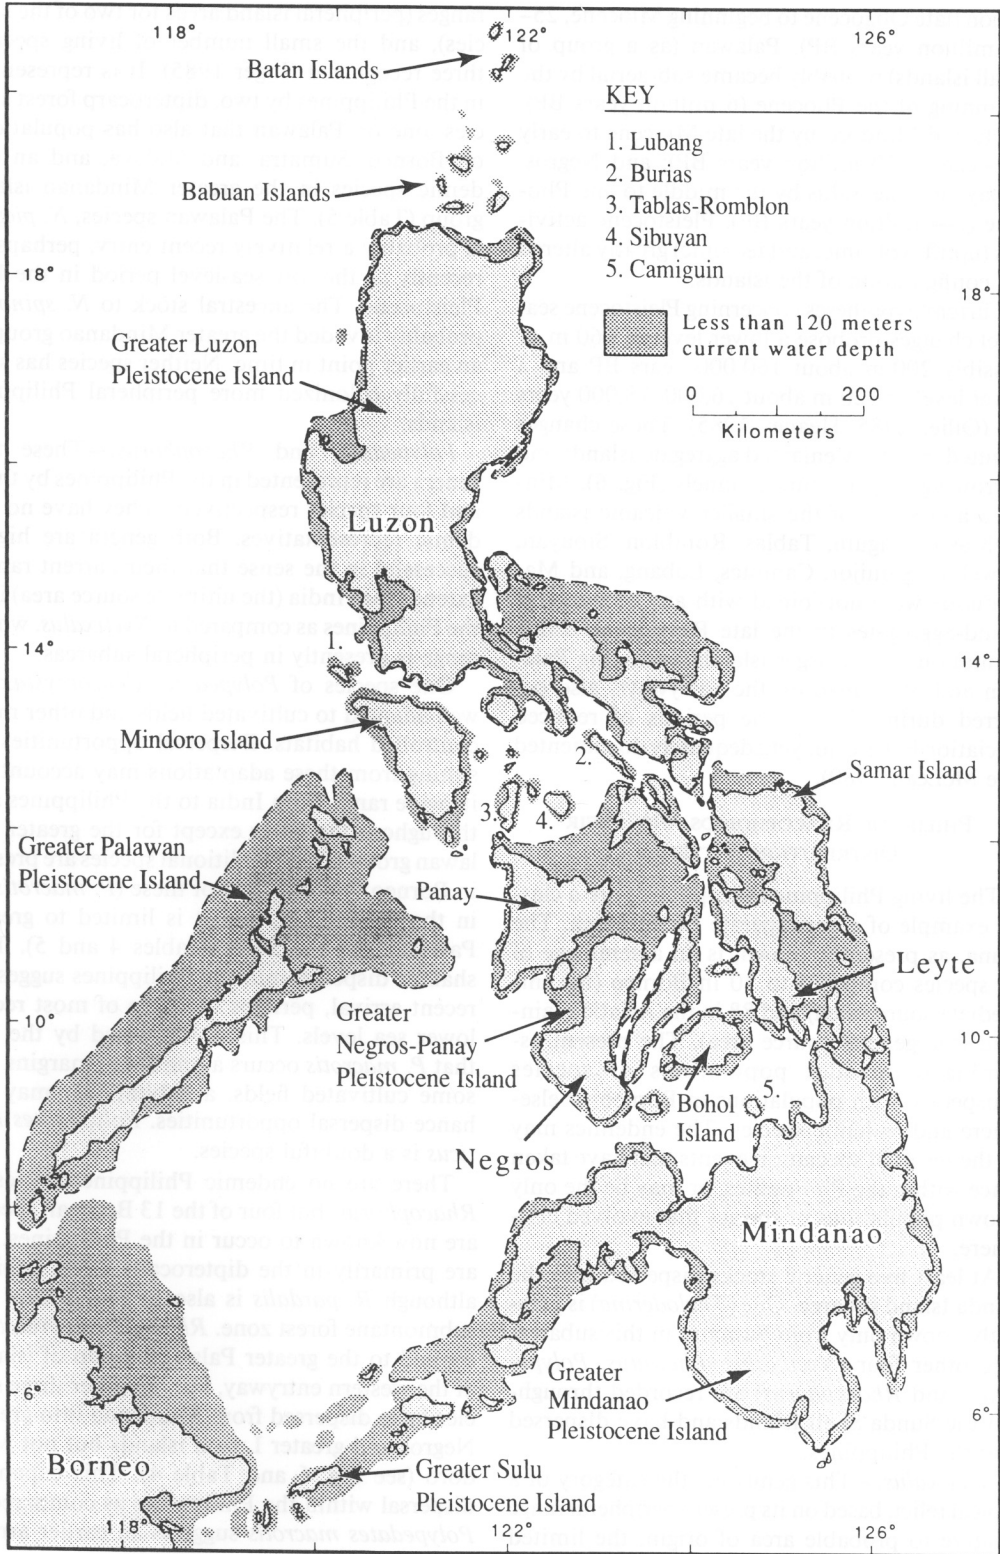 118°
122°
126°
Batan Islands
KEY
1. Lubang
2. Burias
3. Tablas-Romblon
4. Sibuyan
5. Camiguin
Babuan Islands
18°
18°
Less than 120 meters
current water depth
0
200
Kilometers
Greater Luzon
Pleistocene Island
Luzon
14°
1.
14°
Mindoro Island
2.
Samar Island
3.
4.
Greater Palawan
Pleistocene Island
Panay
Leyte
10°
Greater
Negros-Panay
Pleistocene Island
10°
5.
Bohol
Island
Negros
Mindanao
6°
Greater
Mindanao
Pleistocene Island
6°
Borneo
Greater Sulu
Pleistocene Island
118°
122°
126°